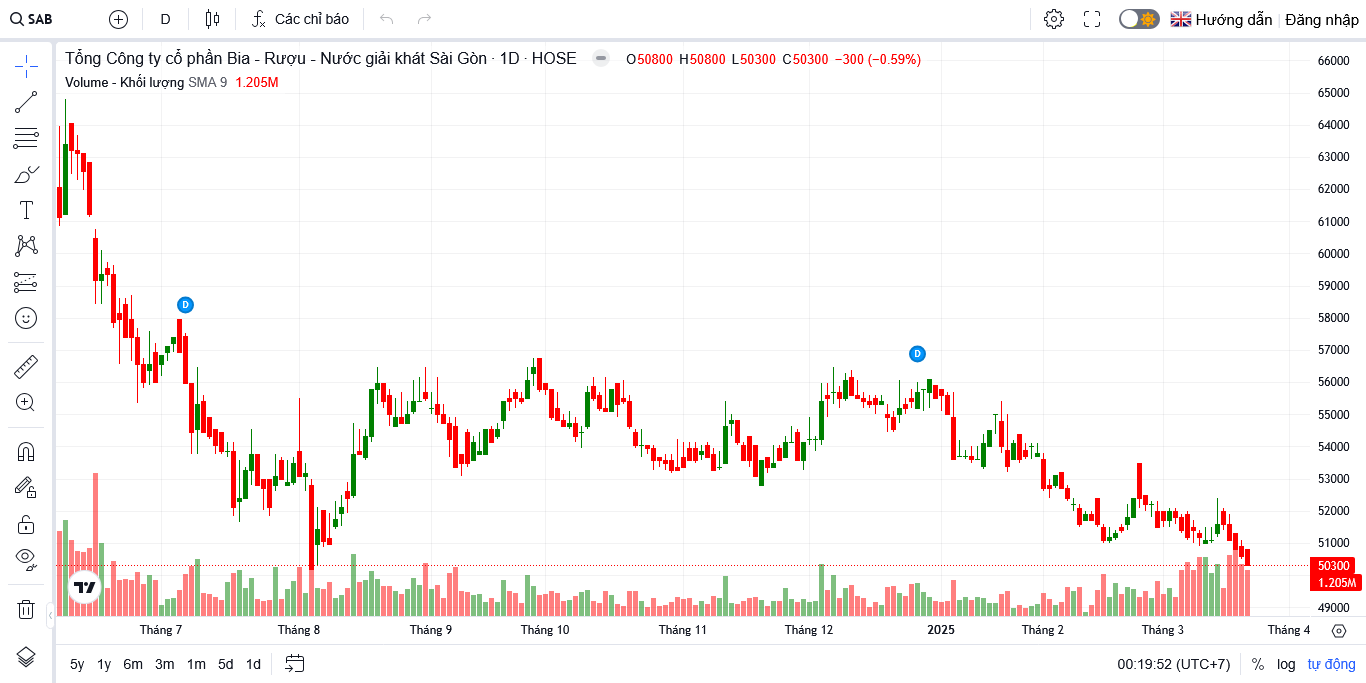 SAB D Các chỉ báo Hướng dẫn Đăng nhập
Tổng Công ty cổ phần Bia - Rượu - Nước giải khát Sài Gòn · 1D · HOSE O50800 H50800 L50300 C50300 −300 (−0.59%)
Volume - Khối lượng SMA 9 1.205M
66000
65000
64000
63000
62000
61000
60000
59000
58000
57000
56000
55000
54000
53000
52000
51000
50300
1.205M
49000
D
D
Tháng 7 Tháng 8 Tháng 9 Tháng 10 Tháng 11 Tháng 12 2025 Tháng 2 Tháng 3 Tháng 4
5y 1y 6m 3m 1m 5d 1d 00:19:52 (UTC+7) % log tự động